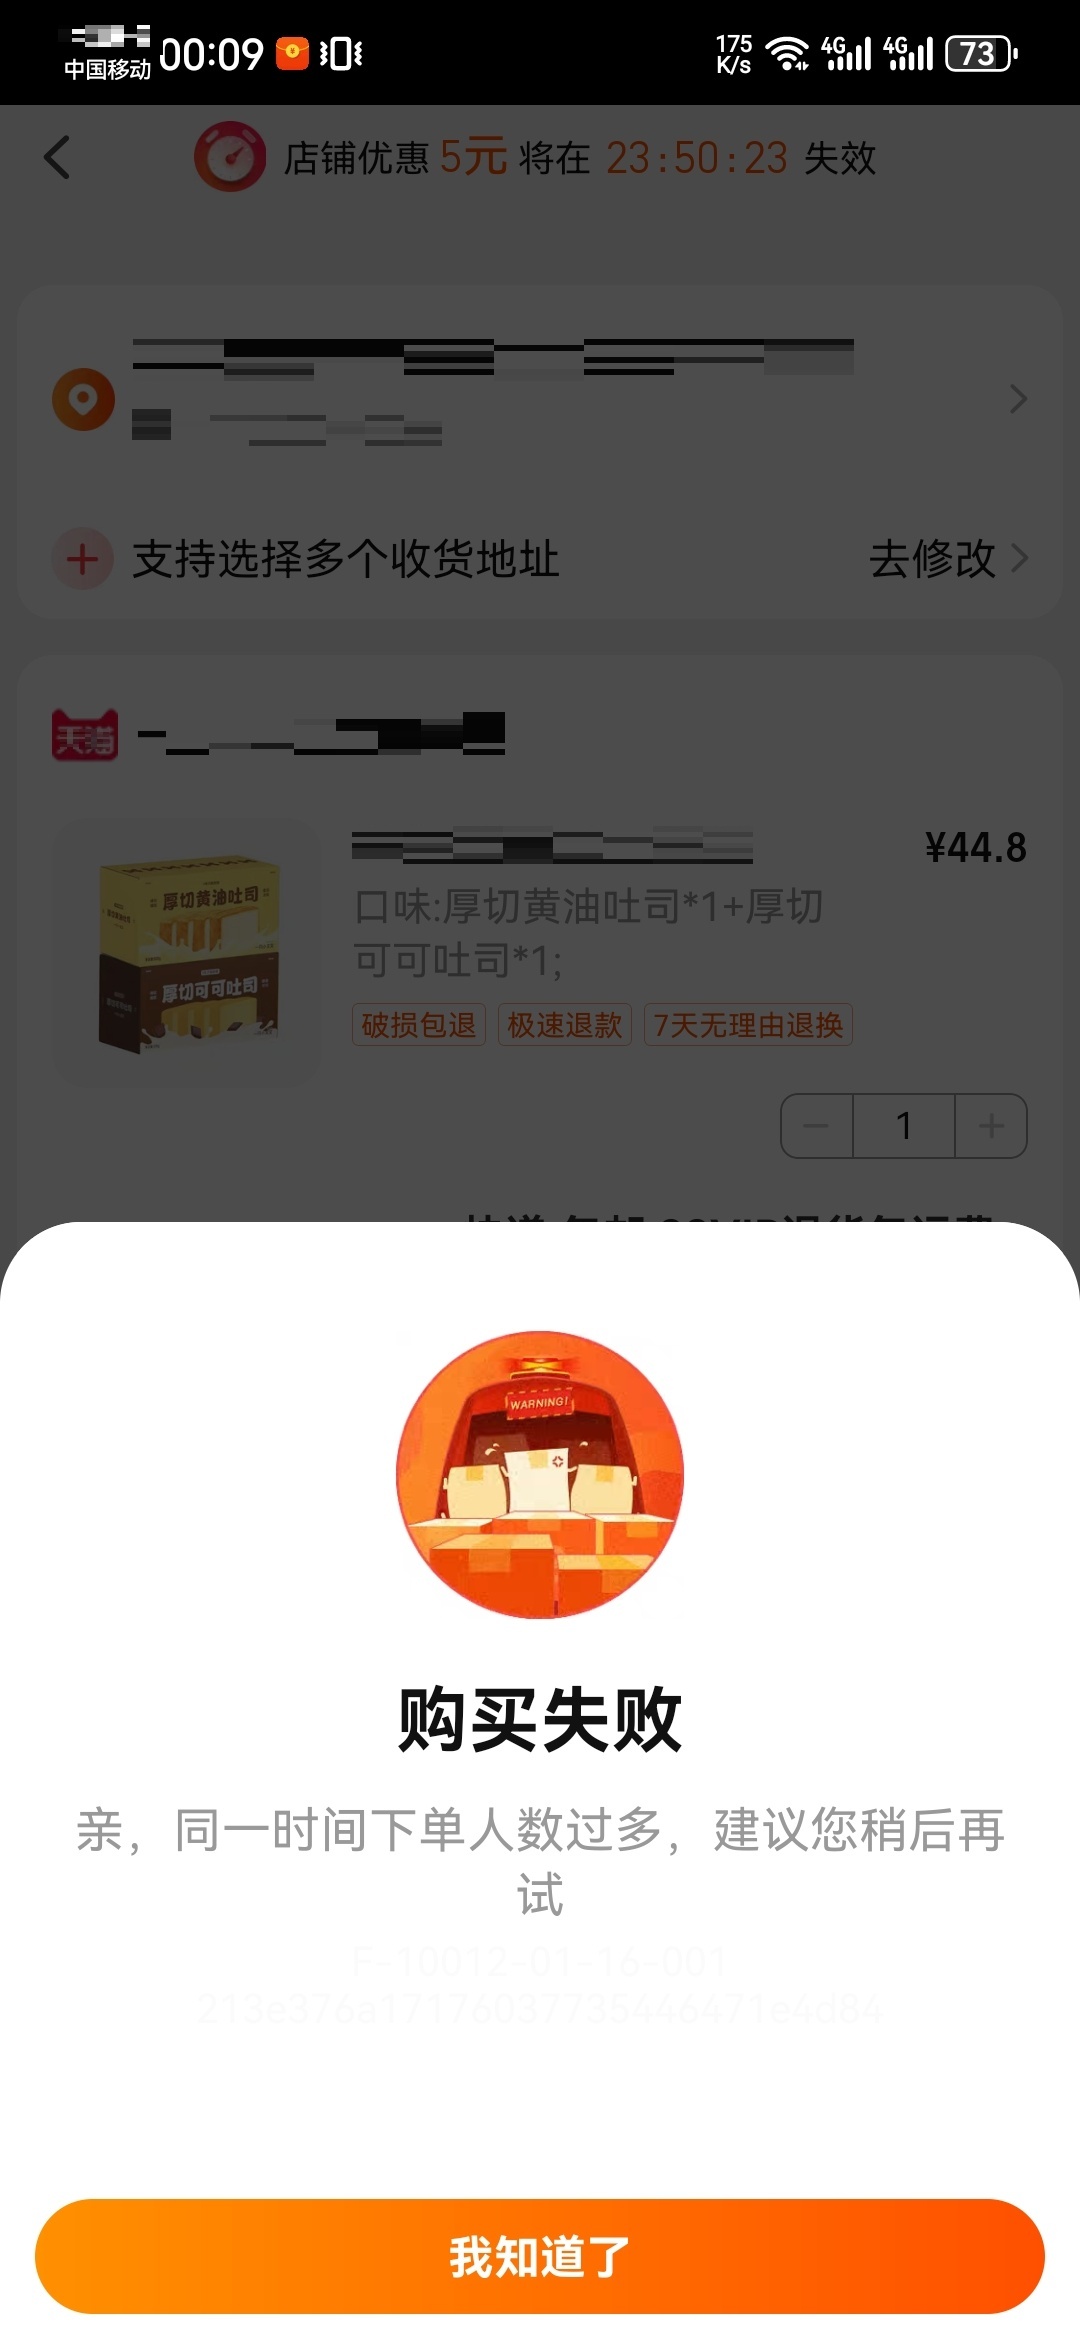 中国移动
00:09
175
K/s
4G
4G
73
店铺优惠 5元 将在 23:50:23 失效
支持选择多个收货地址
去修改
天猫
¥44.8
口味:厚切黄油吐司*1+厚切
可可吐司*1;
厚切黄油吐司
厚切可可吐司
破损包退
极速退款
7天无理由退换
1
WARNING!
购买失败
亲，同一时间下单人数过多，建议您稍后再
试
F-10012-01-16-001
213e376a17176037735446471e4d84
我知道了